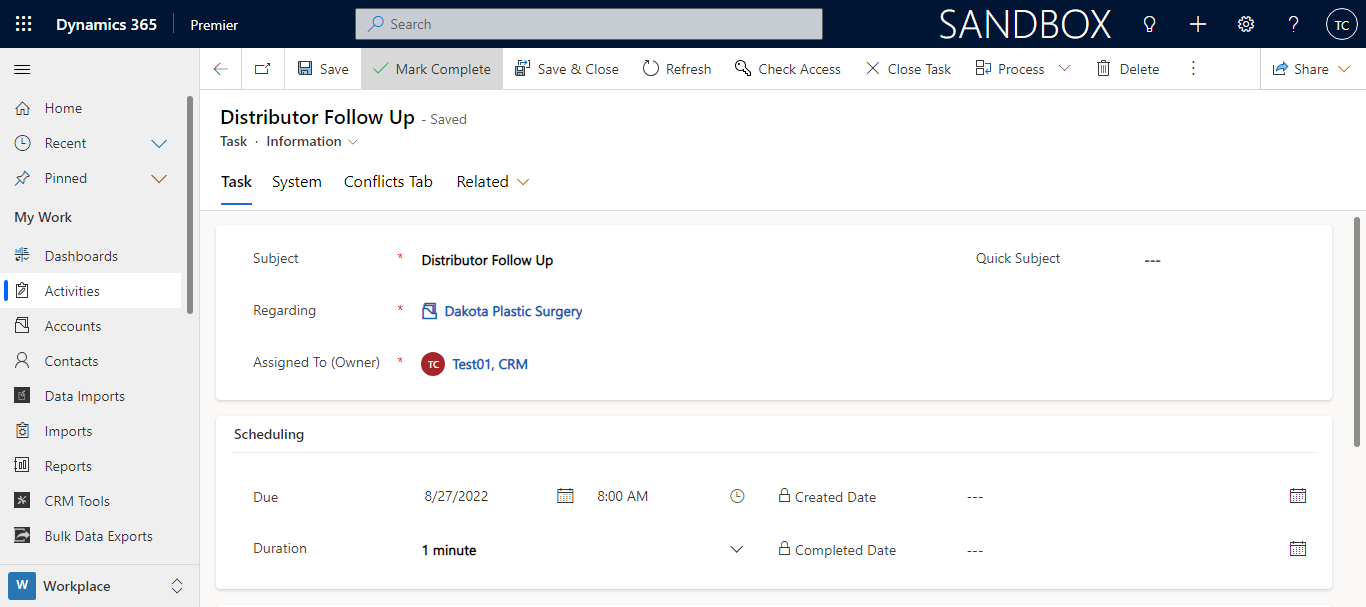 Dynamics 365 Premier Search SANDBOX ? TC
Save Mark Complete Save & Close Refresh Check Access Close Task Process Delete Share
Home
Recent
Pinned
My Work
Dashboards
Activities
Accounts
Contacts
Data Imports
Imports
Reports
CRM Tools
Bulk Data Exports
W Workplace
Distributor Follow Up - Saved
Task · Information
Task System Conflicts Tab Related
Subject * Distributor Follow Up Quick Subject ---
Regarding * Dakota Plastic Surgery
Assigned To (Owner) * TC Test01, CRM
Scheduling
Due 8/27/2022 8:00 AM Created Date ---
Duration 1 minute Completed Date ---